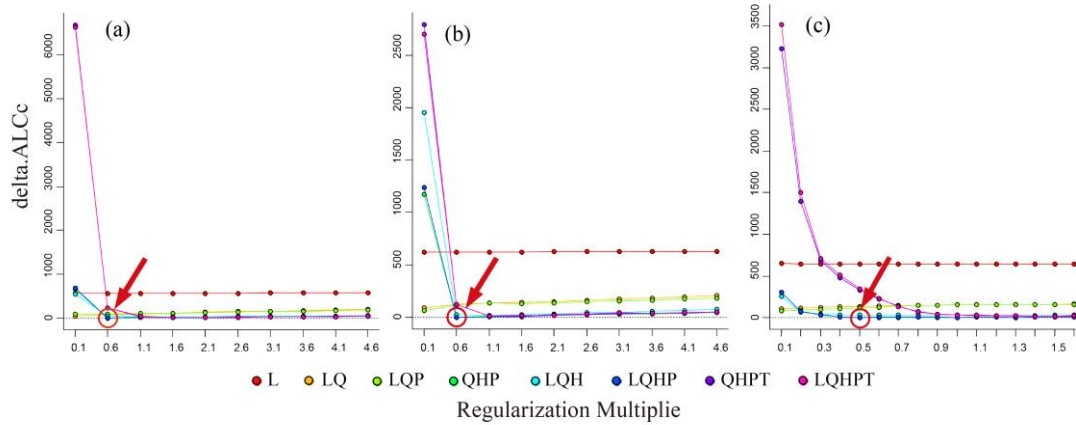 (a)
(b)
(c)
delta.ALCc
0 1000 2000 3000 4000 5000 6000
0 500 1000 1500 2000 2500
0 500 1000 1500 2000 2500 3000 3500
0.1 0.6 1.1 1.6 2.1 2.6 3.1 3.6 4.1 4.6
0.1 0.6 1.1 1.6 2.1 2.6 3.1 3.6 4.1 4.6
0.1 0.3 0.5 0.7 0.9 1.1 1.3 1.5
L LQ LQP QHP LQH LQHP QHPT LQHPT
Regularization Multiplie